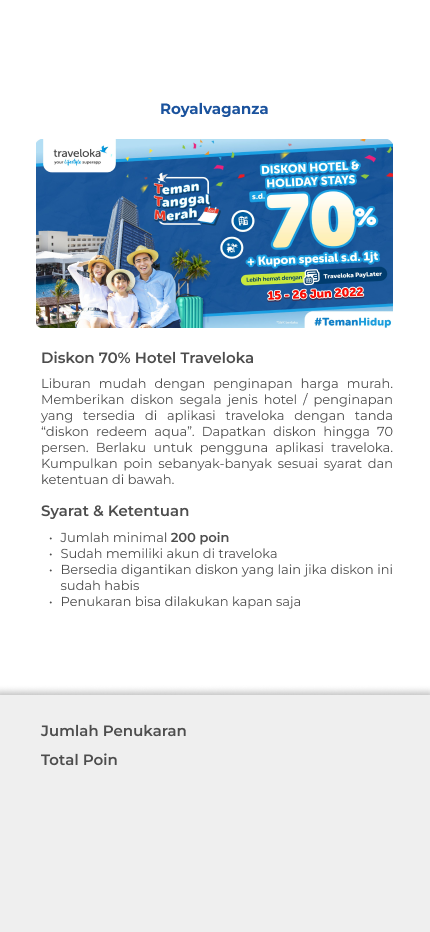 Royalvaganza
traveloka
your lifestyle superapp
Teman
Tanggal
Merah
DISKON HOTEL &
HOLIDAY STAYS
s.d.
70%
+ Kupon spesial s.d. 1jt
Lebih hemat dengan Traveloka PayLater
15 - 26 Jun 2022
#TemanHidup
Diskon 70% Hotel Traveloka
Liburan mudah dengan penginapan harga murah.
Memberikan diskon segala jenis hotel / penginapan
yang tersedia di aplikasi traveloka dengan tanda
“diskon redeem aqua”. Dapatkan diskon hingga 70
persen. Berlaku untuk pengguna aplikasi traveloka.
Kumpulkan poin sebanyak-banyak sesuai syarat dan
ketentuan di bawah.
Syarat & Ketentuan
• Jumlah minimal 200 poin
• Sudah memiliki akun di traveloka
• Bersedia digantikan diskon yang lain jika diskon ini
sudah habis
• Penukaran bisa dilakukan kapan saja
Jumlah Penukaran
Total Poin